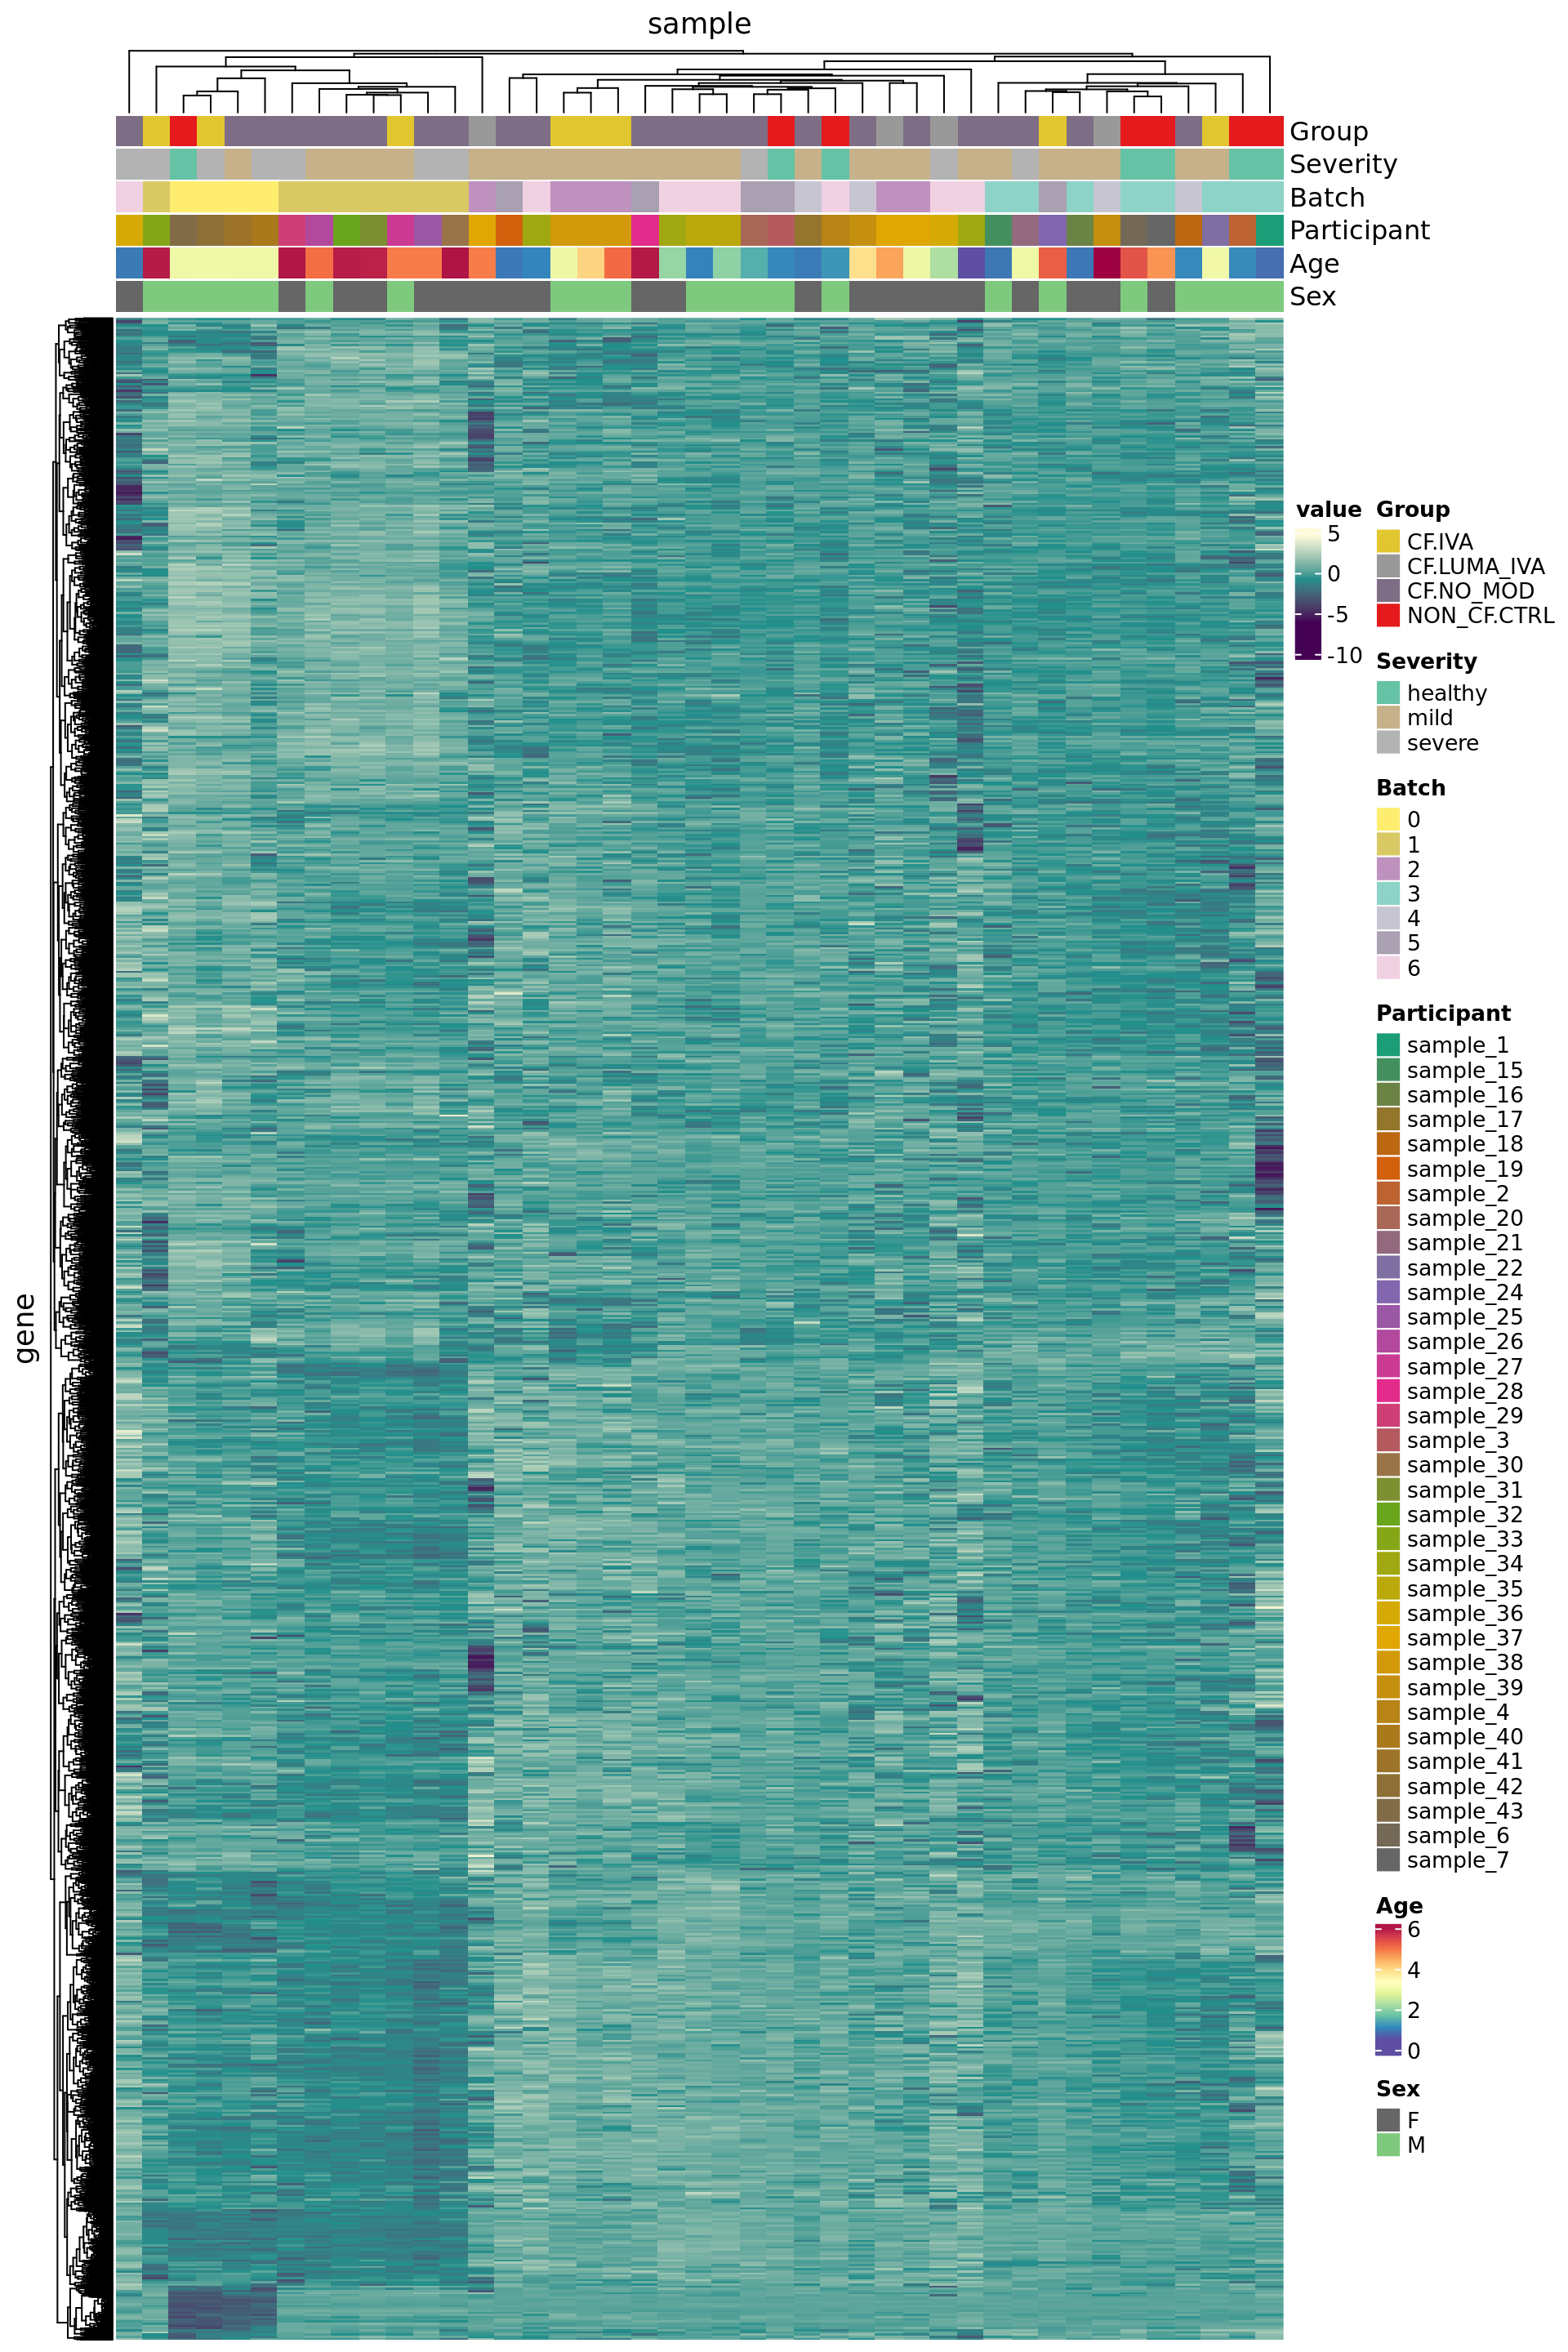 sample
Group
Severity
Batch
Participant
Age
Sex
gene
value
5
0
-5
-10
Group
CF.IVA
CF.LUMA_IVA
CF.NO_MOD
NON_CF.CTRL
Severity
healthy
mild
severe
Batch
0
1
2
3
4
5
6
Participant
sample_1
sample_15
sample_16
sample_17
sample_18
sample_19
sample_2
sample_20
sample_21
sample_22
sample_24
sample_25
sample_26
sample_27
sample_28
sample_29
sample_3
sample_30
sample_31
sample_32
sample_33
sample_34
sample_35
sample_36
sample_37
sample_38
sample_39
sample_4
sample_40
sample_41
sample_42
sample_43
sample_6
sample_7
Age
6
4
2
0
Sex
F
M